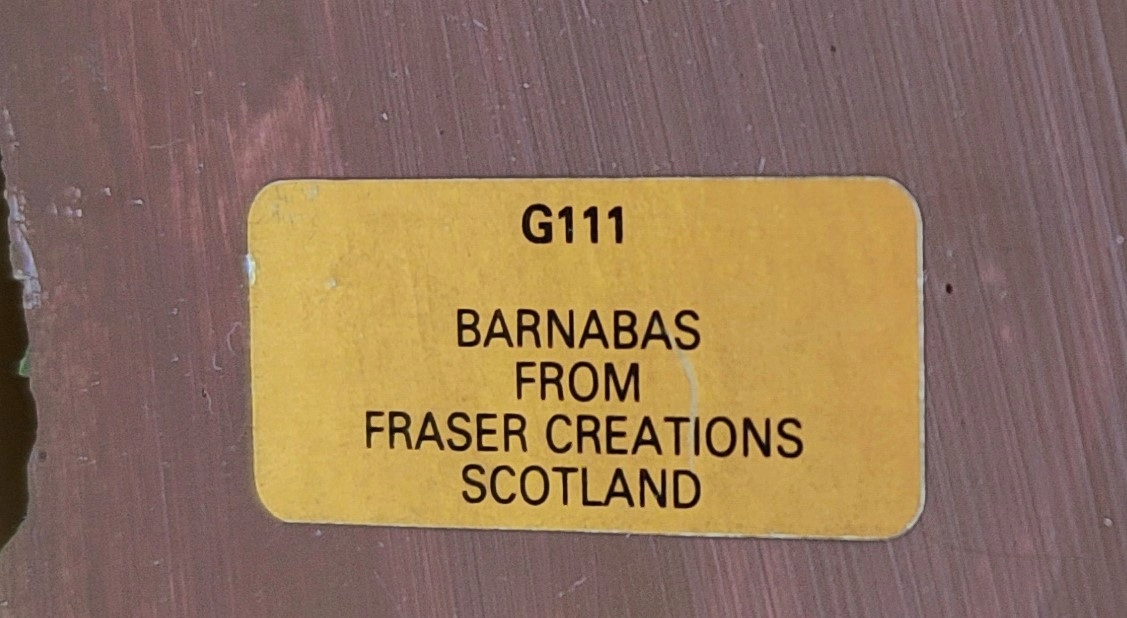 G111
BARNABAS
FROM
FRASER CREATIONS
SCOTLAND